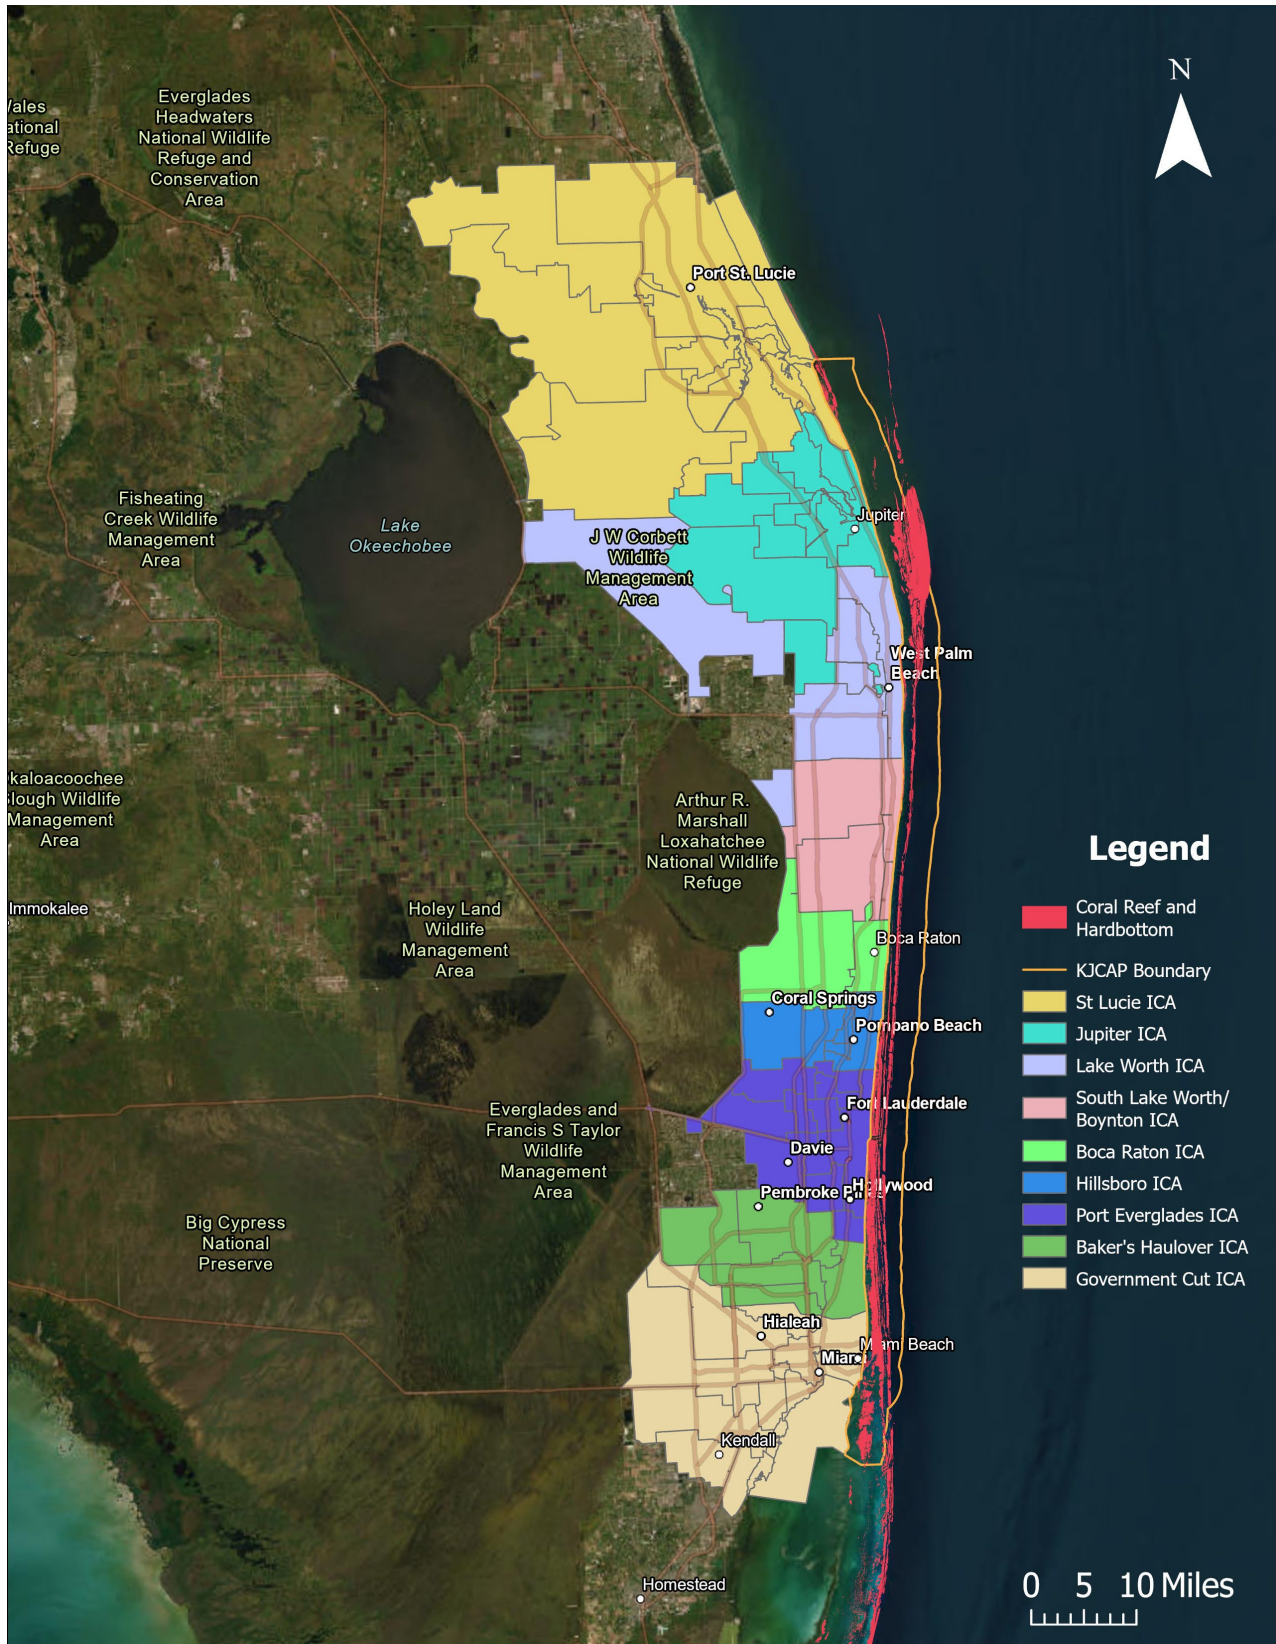 N
Everglades
Headwaters
National Wildlife
Refuge and
Conservation
Area
Refuge
Port St. Lucie
Fisheating
Creek Wildlife
Management
Area
Lake
Okeechobee
J W Corbett
Wildlife
Management
Area
Jupiter
West Palm
Beach
Slough Wildlife
Management
Area
Arthur R.
Marshall
Loxahatchee
National Wildlife
Refuge
Immokalee
Holey Land
Wildlife
Management
Area
Boca Raton
Coral Springs
Pompano Beach
Everglades and
Francis S Taylor
Wildlife
Management
Area
Fort Lauderdale
Davie
Hollywood
Pembroke
Big Cypress
National
Preserve
Hialeah
Miami Beach
Miami
Kendall
Homestead
Legend
Coral Reef and
Hardbottom
KJCAP Boundary
St Lucie ICA
Jupiter ICA
Lake Worth ICA
South Lake Worth/
Boynton ICA
Boca Raton ICA
Hillsboro ICA
Port Everglades ICA
Baker's Haulover ICA
Government Cut ICA
0 5 10 Miles